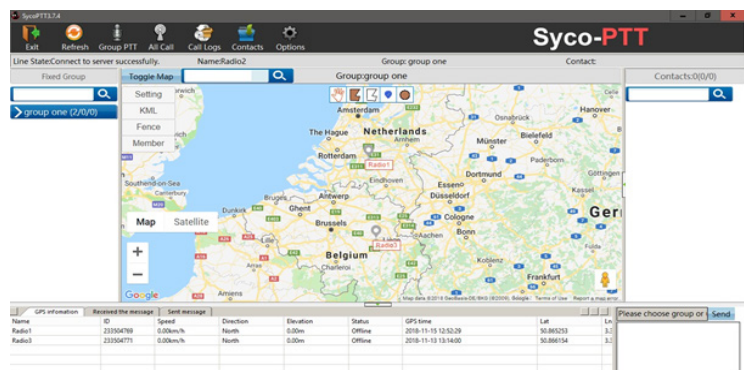 SycoPTT3.7.4
Exit Refresh Group PTT All Call Call Logs Contacts Options
Syco-PTT
Line State:Connect to server successfully. Name:Radio2 Group: group one Contact:
Fixed Group Toggle Map Group:group one Contacts:0(0/0)
group one (2/0/0)
Setting
KML
Fence
Member
Amsterdam
Osnabrück
Hanover
Celle
The Hague Netherlands
Arnhem
Münster
Bielefeld
Rotterdam
Radio1
Paderborn
Dortmund
Göttingen
Southend-on-Sea
Eindhoven
Essen
Canterbury
Bruges
Antwerp
Düsseldorf
Kassel
Dunkirk
Ghent
Map Satellite
Brussels
Cologne
Aachen
Bonn
Lille
Radio3
Belgium
Koblenz
Fulda
Arras
Charleroi
Frankfurt
Amiens
Google
Map data ©2018 GeoBasis-DE/BKG (©2009), Google Terms of Use Report a map error
GPS infomation Received the message Sent message
Please choose group or Send
Name ID Speed Direction Elevation Status GPS time Lat
Radio1 233504769 0.00km/h North 0.00m Offline 2018-11-15 12:52:29 50.865253
Radio3 233504771 0.00km/h North 0.00m Offline 2018-11-13 13:14:00 50.866154